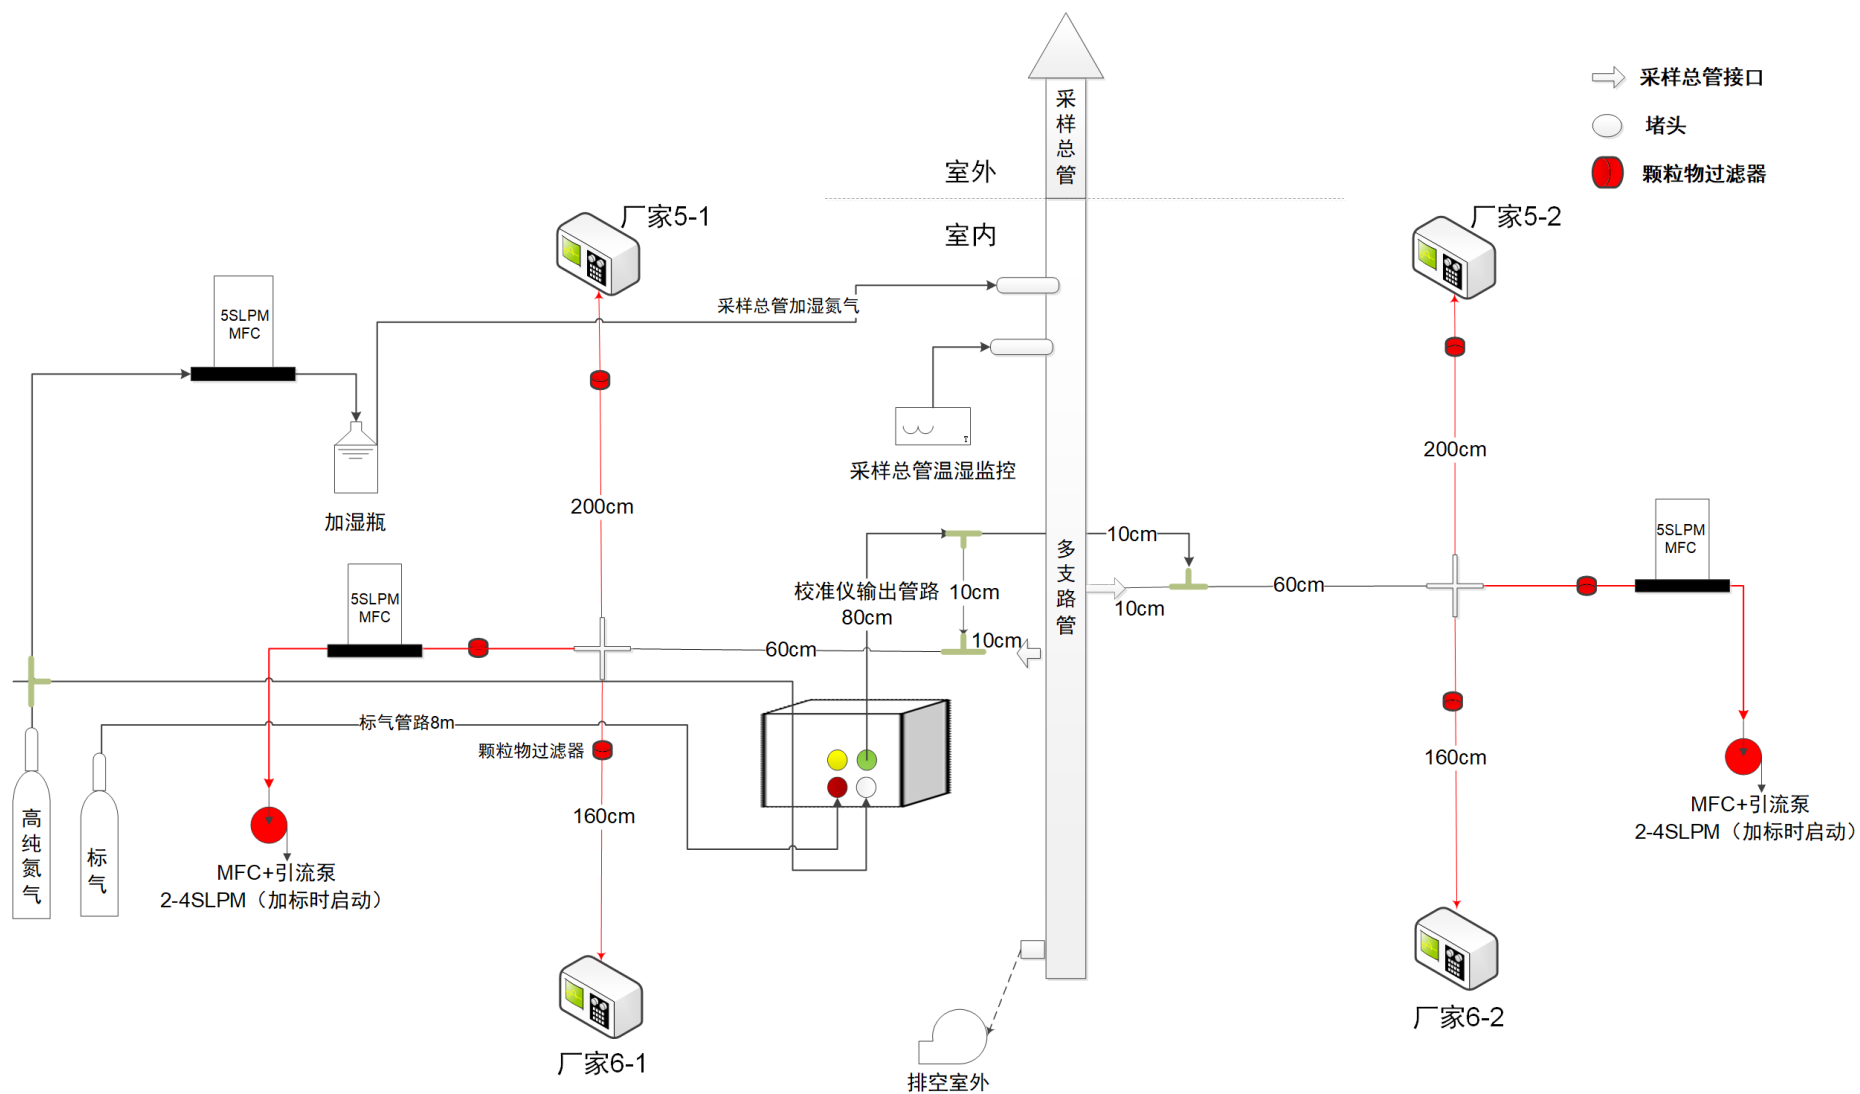 采样总管接口
堵头
颗粒物过滤器
采样总管
室外
室内
厂家5-1
厂家5-2
5SLPM
MFC
采样总管加湿氮气
加湿瓶
采样总管温湿监控
200cm
200cm
5SLPM
MFC
多支路管
10cm
5SLPM
MFC
校准仪输出管路
80cm
10cm
10cm
60cm
10cm
60cm
标气管路8m
颗粒物过滤器
160cm
160cm
高纯氮气
标气
MFC+引流泵
2-4SLPM（加标时启动）
MFC+引流泵
2-4SLPM（加标时启动）
T
厂家6-1
厂家6-2
排空室外